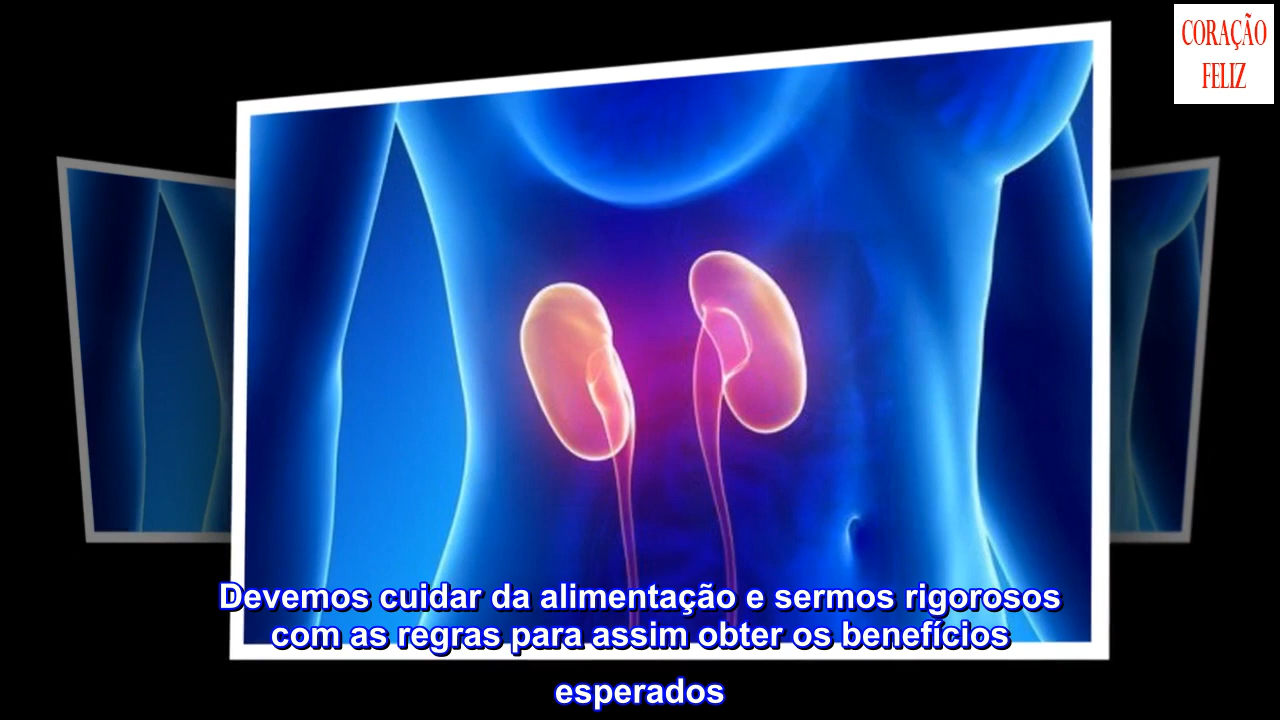 CORAÇÃO
FELIZ
Devemos cuidar da alimentação e sermos rigorosos
com as regras para assim obter os benefícios
esperados